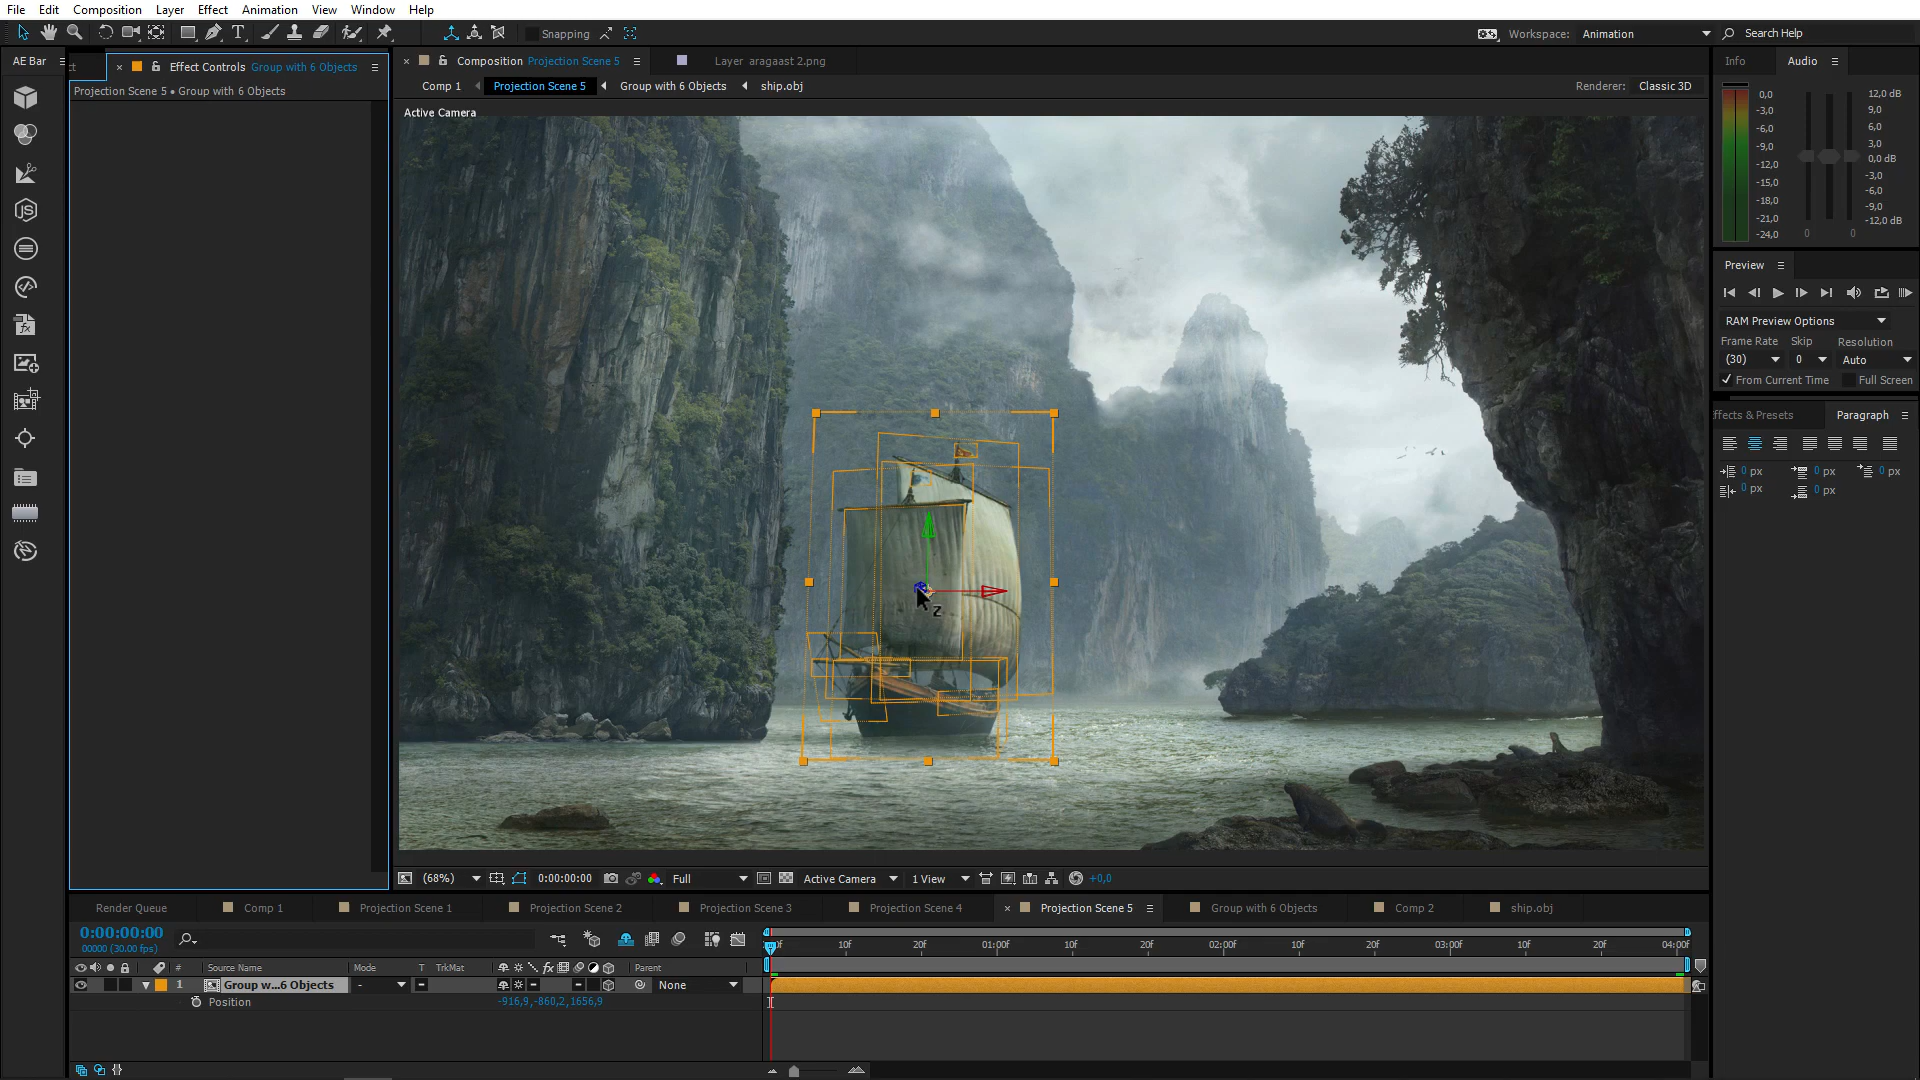 File Edit Composition Layer Effect Animation View Window Help
Snapping
Workspace: Animation
Search Help
AE Bar
ct
× Effect Controls Group with 6 Objects
Projection Scene 5 • Group with 6 Objects
× Composition Projection Scene 5
Layer aragaast 2.png
Comp 1 Projection Scene 5 Group with 6 Objects ship.obj
Renderer: Classic 3D
Active Camera
Z
Info Audio
0,0
-3,0
-6,0
-9,0
-12,0
-15,0
-18,0
-21,0
-24,0
12,0 dB
9,0
6,0
3,0
0,0 dB
-3,0
-6,0
-9,0
-12,0 dB
0 0
Preview
RAM Preview Options
Frame Rate Skip Resolution
(30) 0 Auto
From Current Time Full Screen
ffects & Presets Paragraph
0 px 0 px 0 px
0 px 0 px
(68%) 0:00:00:00 Full Active Camera 1 View +0,0
Render Queue Comp 1 Projection Scene 1 Projection Scene 2 Projection Scene 3 Projection Scene 4 × Projection Scene 5 Group with 6 Objects Comp 2 ship.obj
0:00:00:00
00000 (30.00 fps)
0f 10f 20f 01:00f 10f 20f 02:00f 10f 20f 03:00f 10f 20f 04:00f
# Source Name Mode T TrkMat fx Parent
1 Group w...6 Objects - None
Position -916,9,-860,2,1656,9